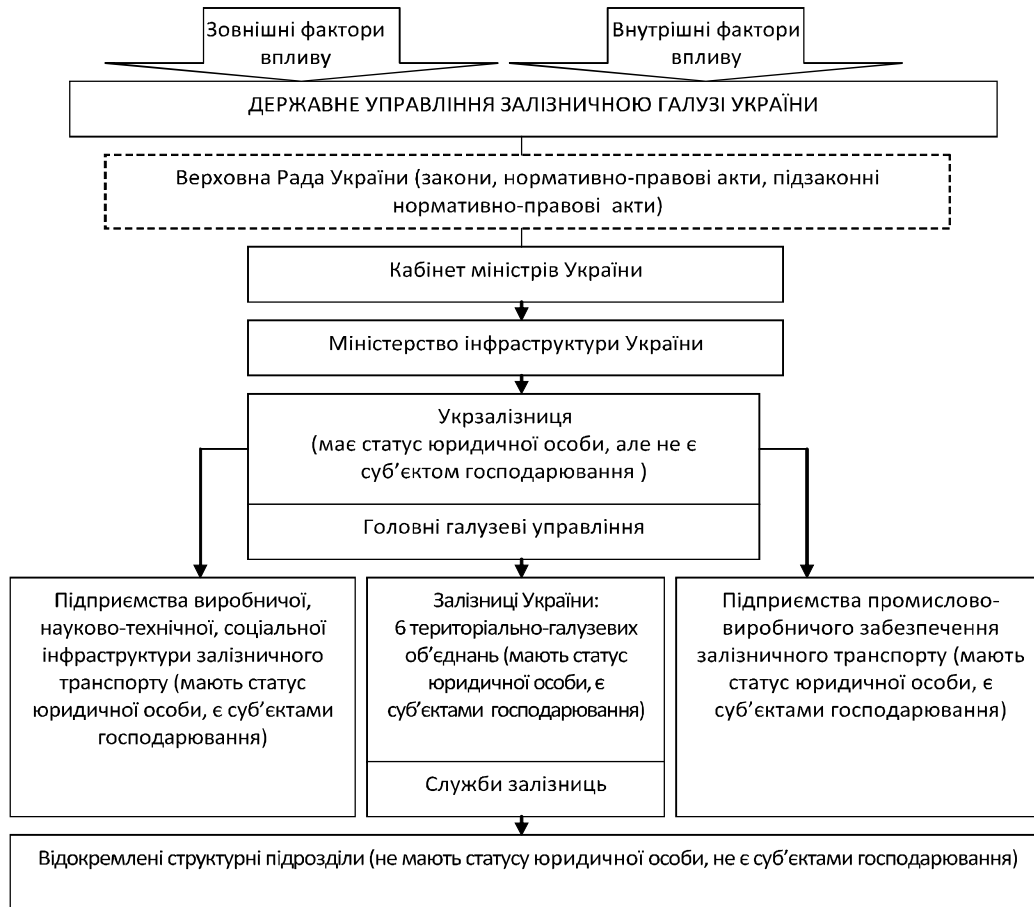 Зовнішні фактори
впливу
Внутрішні фактори
впливу
ДЕРЖАВНЕ УПРАВЛІННЯ ЗАЛІЗНИЧНОЮ ГАЛУЗІ УКРАЇНИ
Верховна Рада України (закони, нормативно-правові акти, підзаконні
нормативно-правові акти)
Кабінет міністрів України
Міністерство інфраструктури України
Укрзалізниця
(має статус юридичної особи, але не є
суб’єктом господарювання )
Головні галузеві управління
Підприємства виробничої,
науково-технічної, соціальної
інфраструктури залізничного
транспорту (мають статус
юридичної особи, є суб’єктами
господарювання)
Залізниці України:
6 територіально-галузевих
об’єднань (мають статус
юридичної особи, є
суб’єктами господарювання)
Служби залізниць
Підприємства промислово-
виробничого забезпечення
залізничного транспорту (мають
статус юридичної особи, є
суб’єктами господарювання)
Відокремлені структурні підрозділи (не мають статусу юридичної особи, не є суб’єктами господарювання)